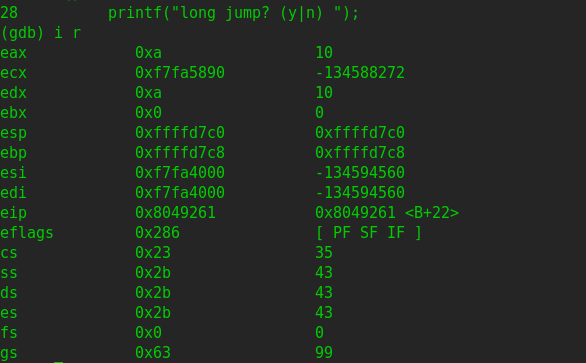 28          printf("long jump? (y|n) ");
(gdb) i r
eax            0xa                 10
ecx            0xf7fa5890          -134588272
edx            0xa                 10
ebx            0x0                 0
esp            0xffffd7c0          0xffffd7c0
ebp            0xffffd7c8          0xffffd7c8
esi            0xf7fa4000          -134594560
edi            0xf7fa4000          -134594560
eip            0x8049261           0x8049261 <B+22>
eflags         0x286               [ PF SF IF ]
cs             0x23                35
ss             0x2b                43
ds             0x2b                43
es             0x2b                43
fs             0x0                 0
gs             0x63                99